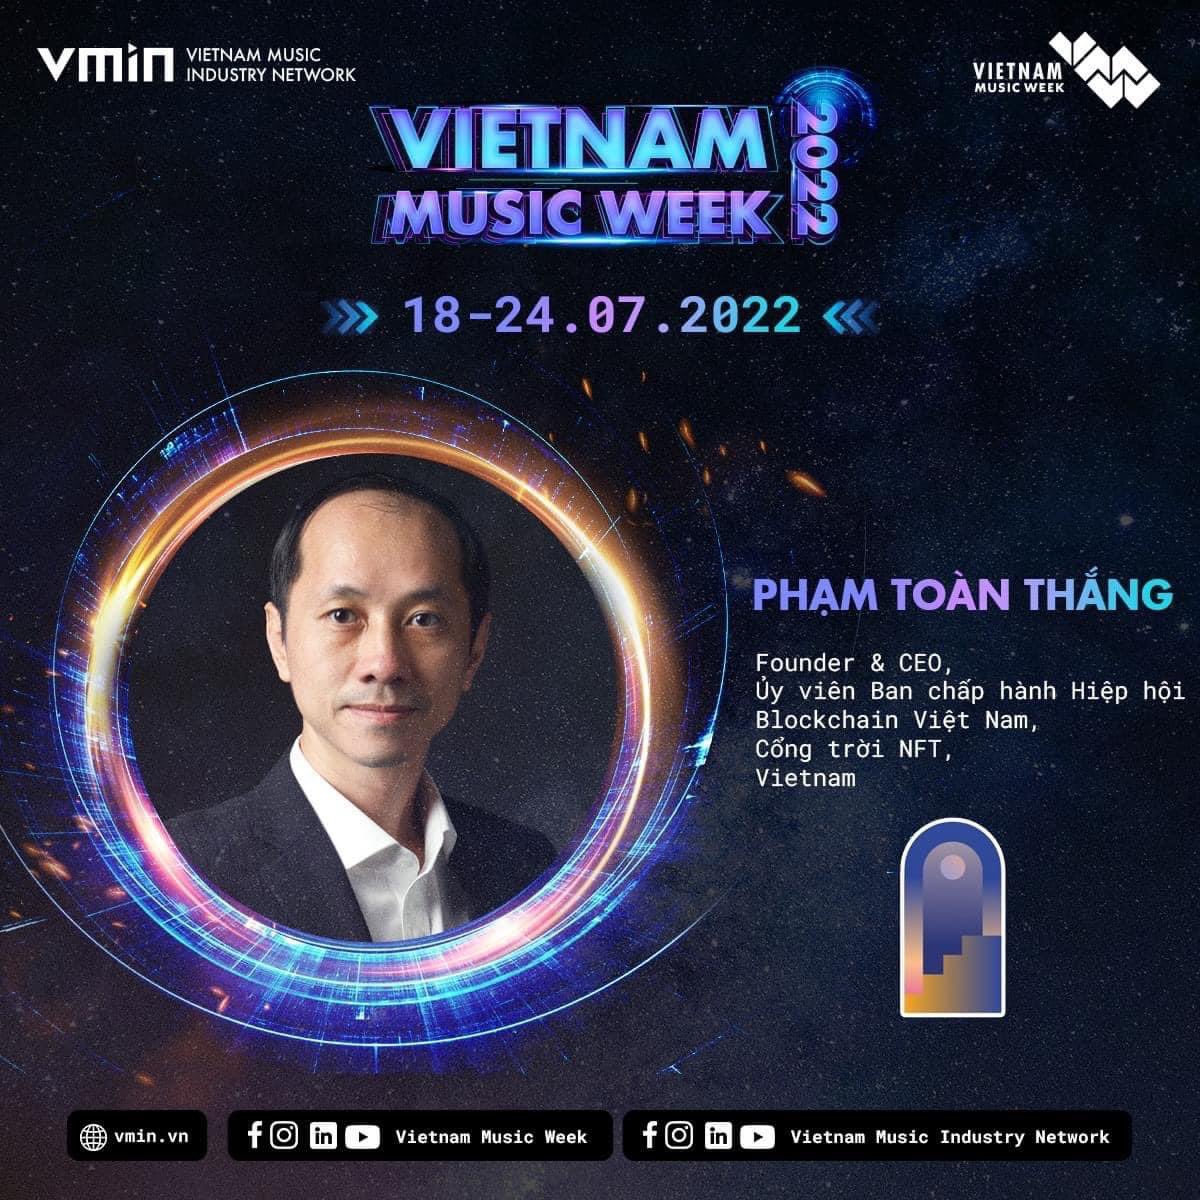 vmin
VIETNAM MUSIC
INDUSTRY NETWORK
VIETNAM
MUSIC WEEK
VIETNAM
MUSIC WEEK
2022
18-24.07.2022
PHẠM TOÀN THẮNG
Founder & CEO,
Ủy viên Ban chấp hành Hiệp hội
Blockchain Việt Nam,
Cổng trời NFT,
Vietnam
vmin.vn
Vietnam Music Week
Vietnam Music Industry Network